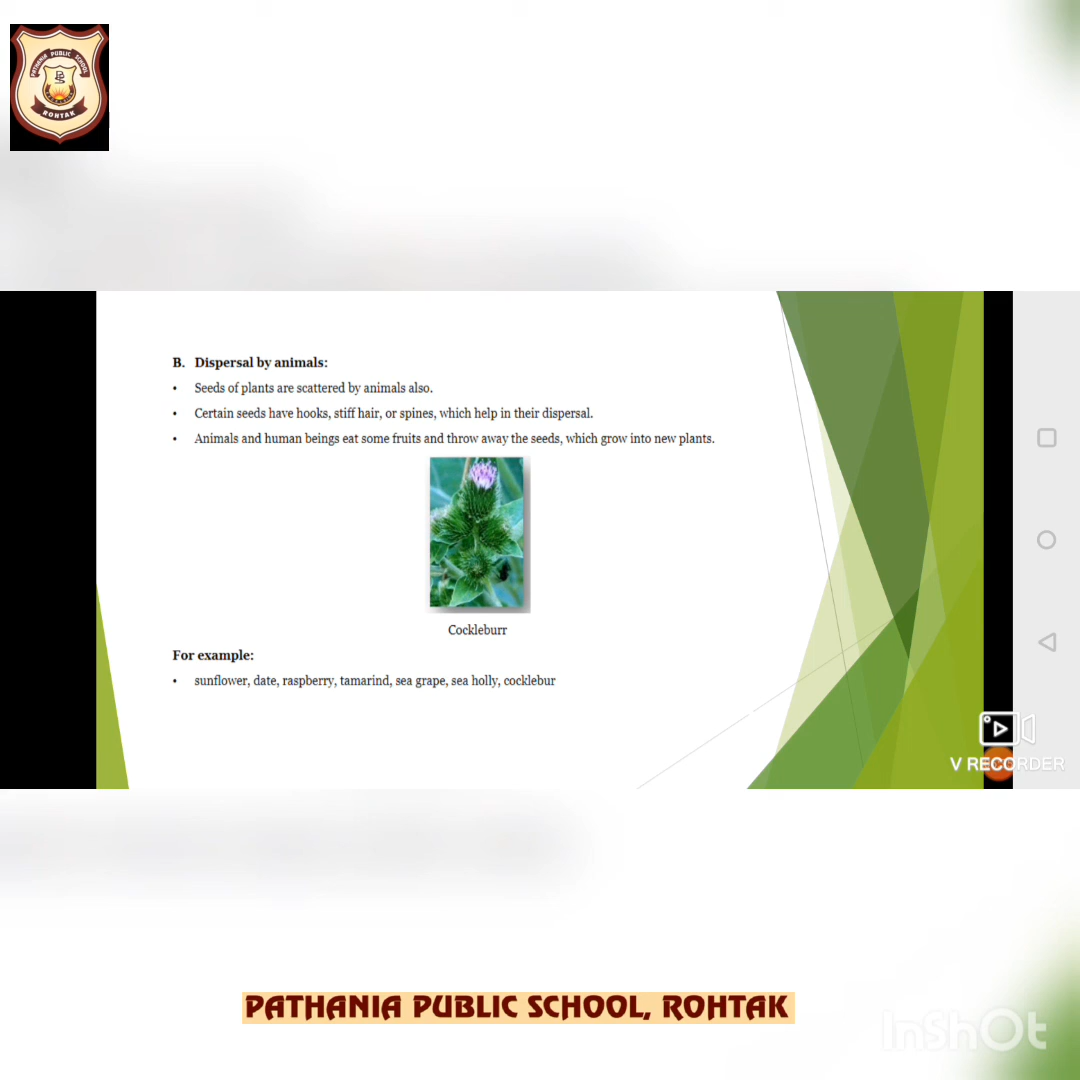 PATHANIA PUBLIC SCHOOL
ROHTAK
B. Dispersal by animals:
• Seeds of plants are scattered by animals also.
• Certain seeds have hooks, stiff hair, or spines, which help in their dispersal.
• Animals and human beings eat some fruits and throw away the seeds, which grow into new plants.
Cockleburr
For example:
• sunflower, date, raspberry, tamarind, sea grape, sea holly, cocklebur
V RECORDER
PATHANIA PUBLIC SCHOOL, ROHTAK
InShOt